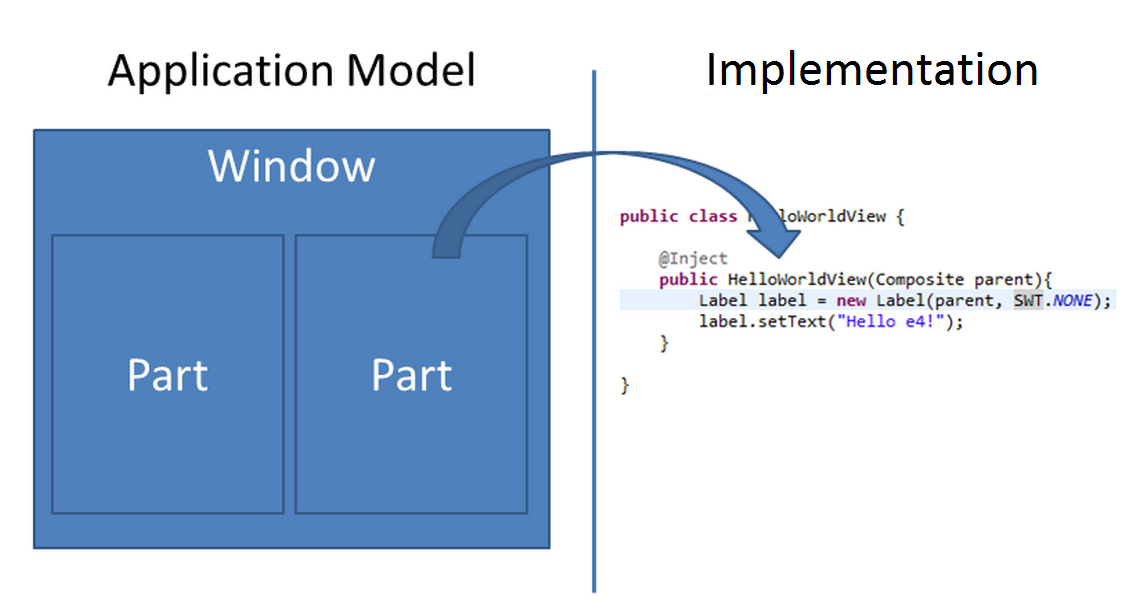 Application Model
Implementation
Window
Part
Part
public class loWorldView {
@Inject
public HelloWorldView(Composite parent){
Label label = new Label(parent, SWT.NONE);
label.setText("Hello e4!");
}
}